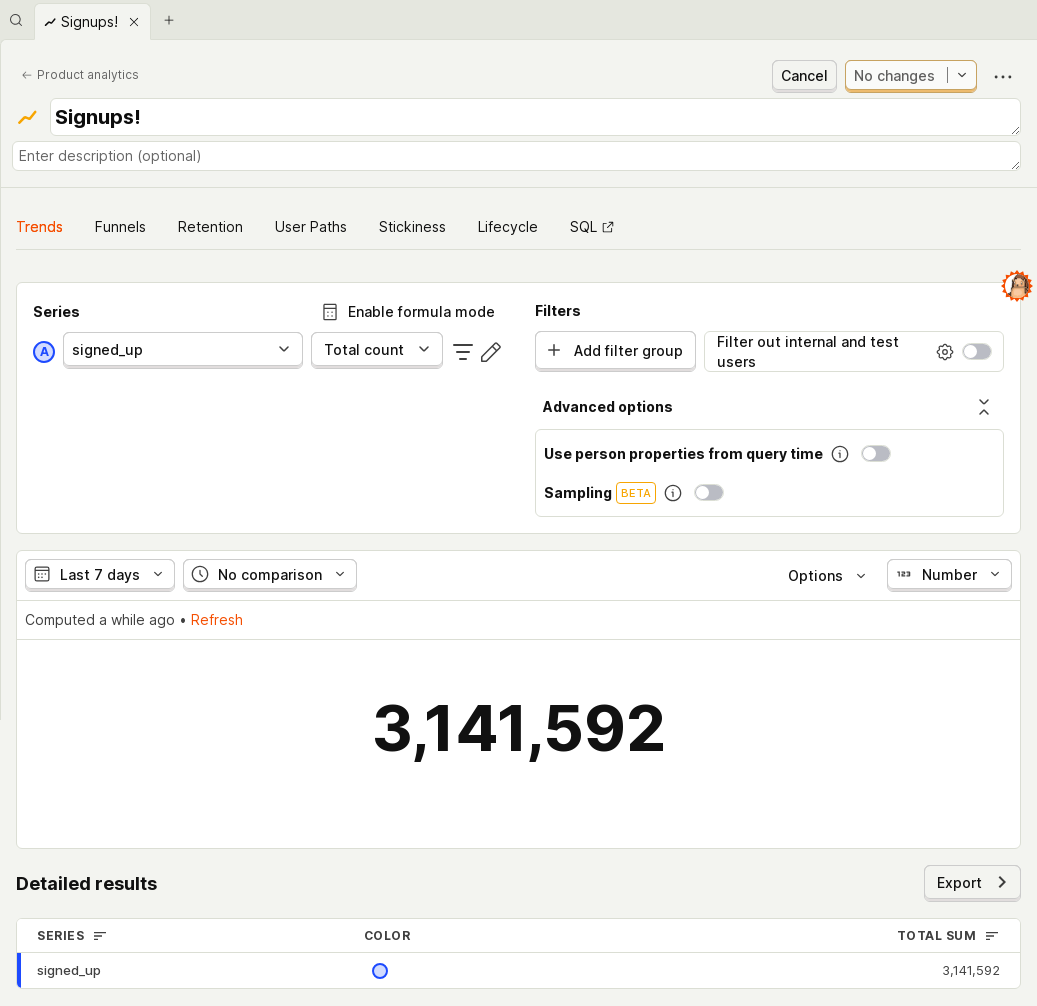 Signups!
Product analytics
Cancel
No changes
Signups!
Enter description (optional)
Trends
Funnels
Retention
User Paths
Stickiness
Lifecycle
SQL
Series
Enable formula mode
A
signed_up
Total count
Filters
Add filter group
Filter out internal and test
users
Advanced options
Use person properties from query time
Sampling BETA
Last 7 days
No comparison
Options
123 Number
Computed a while ago • Refresh
3,141,592
Detailed results
Export
SERIES
COLOR
TOTAL SUM
signed_up
3,141,592